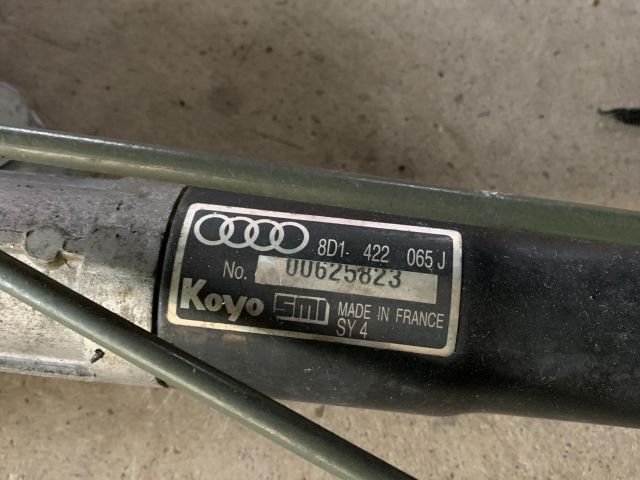 8D1 422 065 J
No. 00625823
Koyo smi MADE IN FRANCE
SY 4